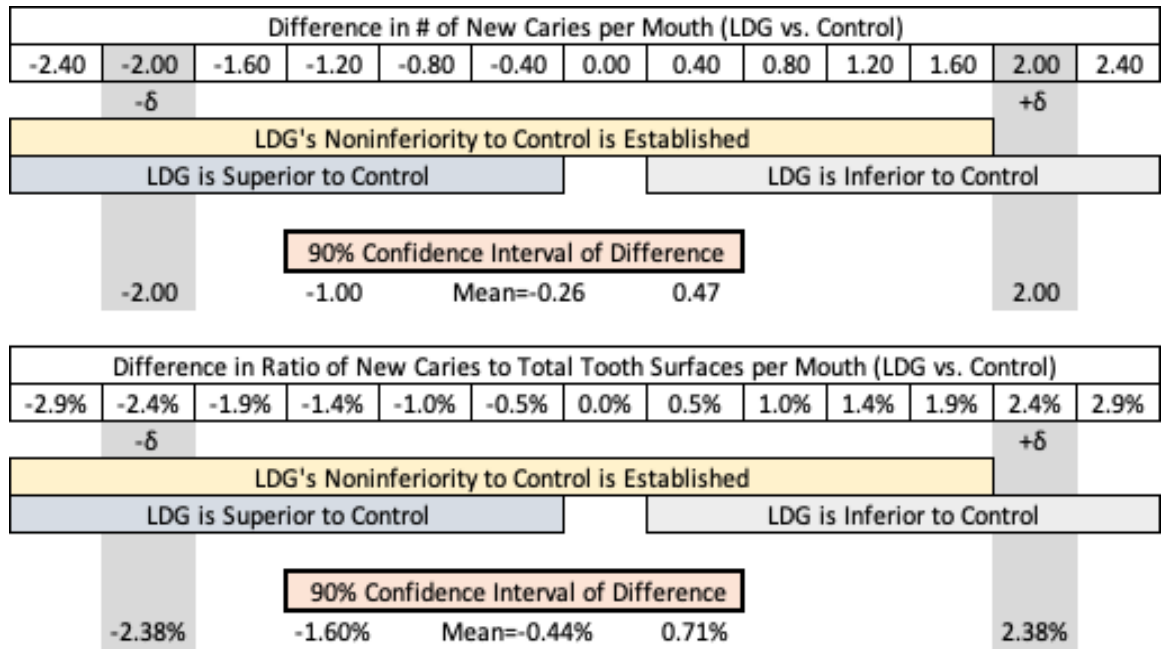 Difference in # of New Caries per Mouth (LDG vs. Control)
-2.40 -2.00 -1.60 -1.20 -0.80 -0.40 0.00 0.40 0.80 1.20 1.60 2.00 2.40
-δ +δ
LDG's Noninferiority to Control is Established
LDG is Superior to Control LDG is Inferior to Control
90% Confidence Interval of Difference
-2.00 -1.00 Mean=-0.26 0.47 2.00
Difference in Ratio of New Caries to Total Tooth Surfaces per Mouth (LDG vs. Control)
-2.9% -2.4% -1.9% -1.4% -1.0% -0.5% 0.0% 0.5% 1.0% 1.4% 1.9% 2.4% 2.9%
-δ +δ
LDG's Noninferiority to Control is Established
LDG is Superior to Control LDG is Inferior to Control
90% Confidence Interval of Difference
-2.38% -1.60% Mean=-0.44% 0.71% 2.38%